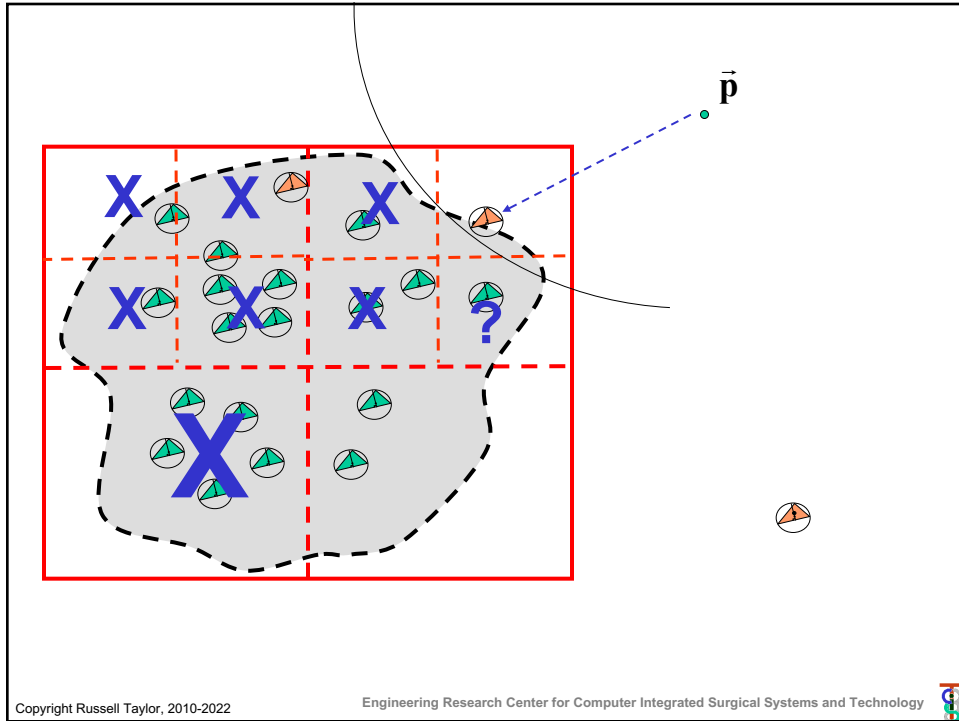 p
X X X
X X X ?
X
Copyright Russell Taylor, 2010-2022
Engineering Research Center for Computer Integrated Surgical Systems and Technology